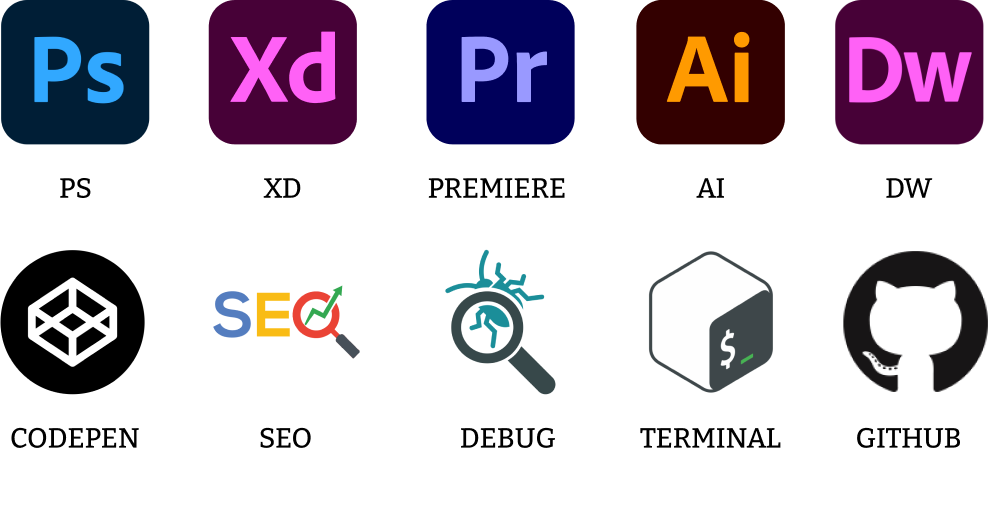 Ps Xd Pr Ai Dw
PS XD PREMIERE AI DW
SEO $_
CODEPEN SEO DEBUG TERMINAL GITHUB